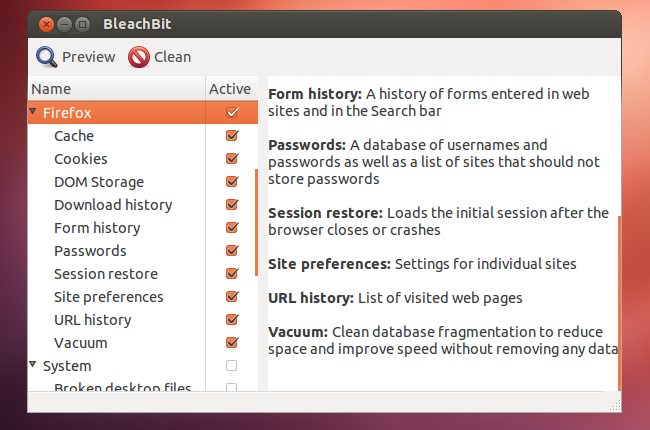 BleachBit
Preview Clean
Name Active
Firefox
Cache
Cookies
DOM Storage
Download history
Form history
Passwords
Session restore
Site preferences
URL history
Vacuum
System
Broken desktop files
Form history: A history of forms entered in web
sites and in the Search bar
Passwords: A database of usernames and
passwords as well as a list of sites that should not
store passwords
Session restore: Loads the initial session after the
browser closes or crashes
Site preferences: Settings for individual sites
URL history: List of visited web pages
Vacuum: Clean database fragmentation to reduce
space and improve speed without removing any data